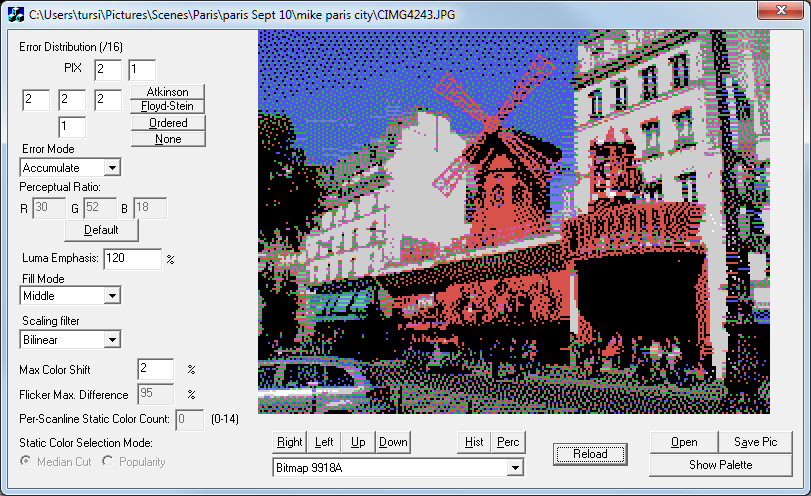 C:\Users\tursi\Pictures\Scenes\Paris\paris Sept 10\mike paris city\CIMG4243.JPG
Error Distribution (/16)
PIX 2 1
2 2 2
1
Atkinson
Floyd-Stein
Ordered
None
Error Mode
Accumulate
Perceptual Ratio:
R 30 G 52 B 18
Default
Luma Emphasis: 120 %
Fill Mode
Middle
Scaling filter
Bilinear
Max Color Shift 2 %
Flicker Max. Difference 95 %
Per-Scanline Static Color Count: 0 (0-14)
Static Color Selection Mode:
Median Cut Popularity
Right Left Up Down Hist Perc
Bitmap 9918A
Reload
Open Save Pic
Show Palette